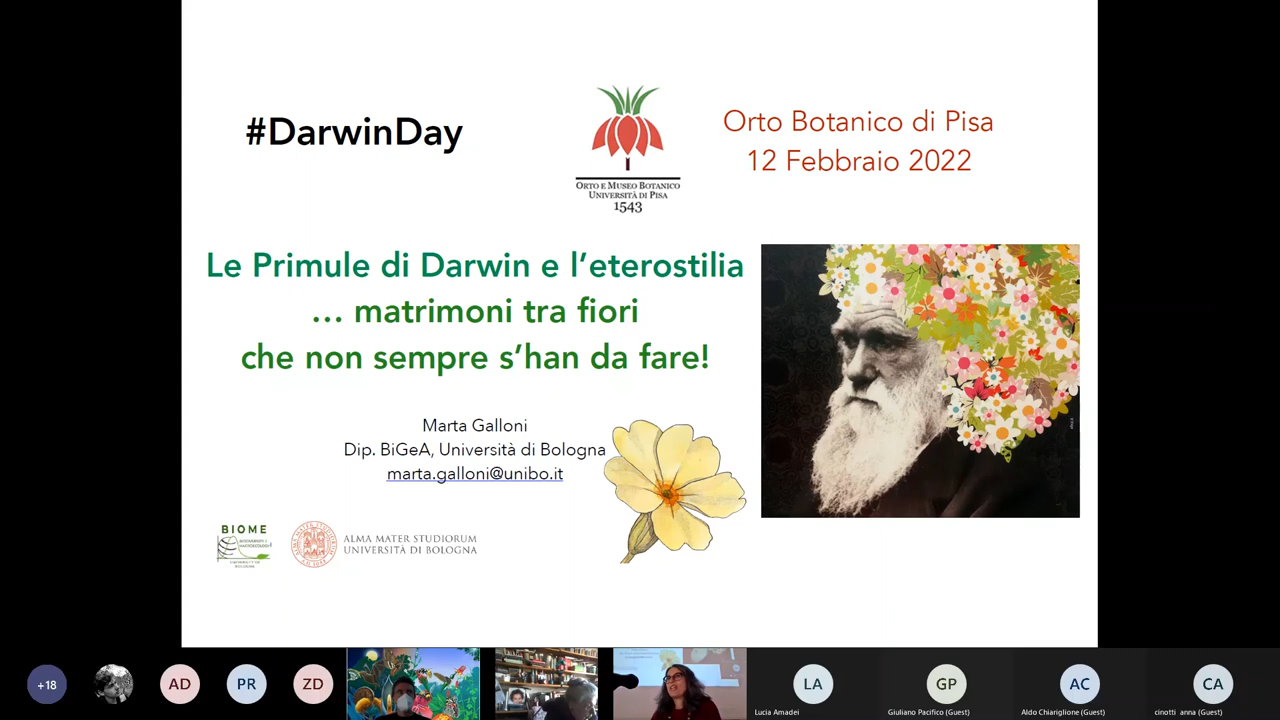 #DarwinDay
ORTO E MUSEO BOTANICO
UNIVERSITÀ DI PISA
1543
Orto Botanico di Pisa
12 Febbraio 2022
Le Primule di Darwin e l'eterostilia
... matrimoni tra fiori
che non sempre s'han da fare!
Marta Galloni
Dip. BiGeA, Università di Bologna
marta.galloni@unibo.it
BIOME
ALMA MATER STUDIORUM
UNIVERSITÀ DI BOLOGNA
+18
AD
PR
ZD
LA
Lucia Amadei
GP
Giuliano Pacifico (Guest)
AC
Aldo Chiariglione (Guest)
CA
cinotti anna (Guest)